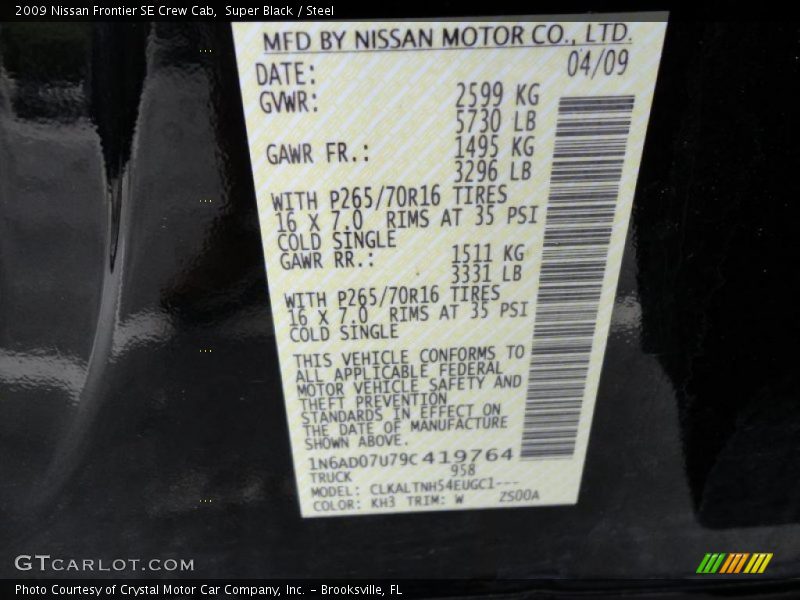 2009 Nissan Frontier SE Crew Cab,  Super Black / Steel
MFD BY NISSAN MOTOR CO., LTD.
DATE: 04/09
GVWR: 2599 KG
5730 LB
GAWR FR.: 1495 KG
3296 LB
WITH P265/70R16 TIRES
16 X 7.0 RIMS AT 35 PSI
COLD SINGLE
GAWR RR.: 1511 KG
3331 LB
WITH P265/70R16 TIRES
16 X 7.0 RIMS AT 35 PSI
COLD SINGLE
THIS VEHICLE CONFORMS TO
ALL APPLICABLE FEDERAL
MOTOR VEHICLE SAFETY AND
THEFT PREVENTION
STANDARDS IN EFFECT ON
THE DATE OF MANUFACTURE
SHOWN ABOVE.
1N6AD07U79C419764
TRUCK 958
MODEL: CLKALTNH54EUGC1---
COLOR: KH3 TRIM: W ZS00A
GTCARLOT.COM
Photo Courtesy of Crystal Motor Car Company, Inc. – Brooksville, FL